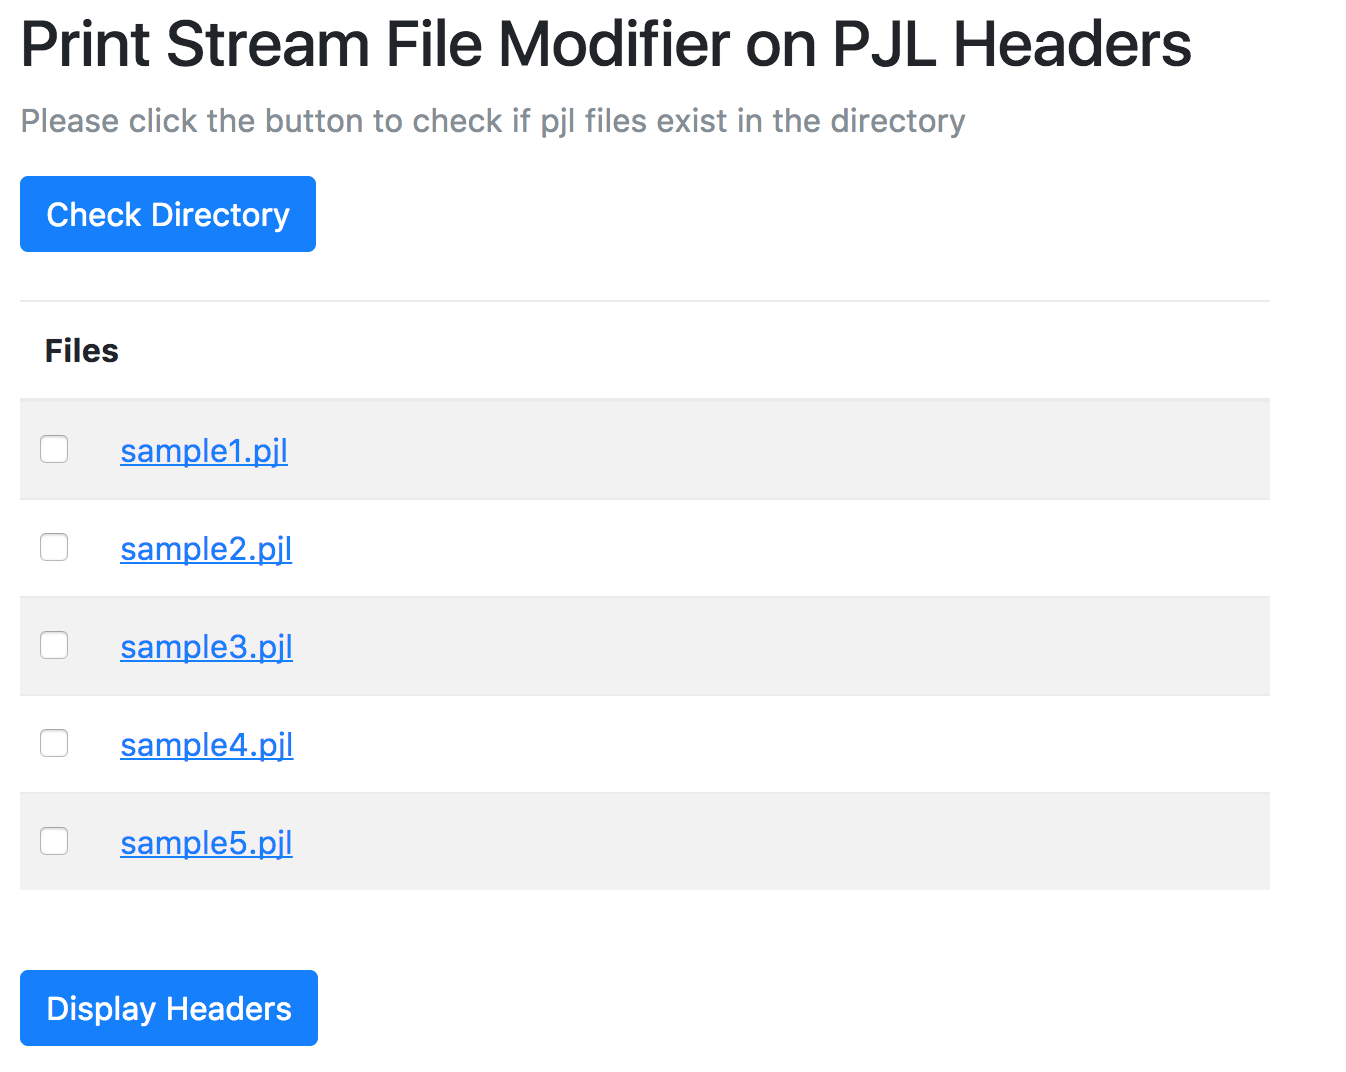 Print Stream File Modifier on PJL Headers
Please click the button to check if pjl files exist in the directory
Check Directory
Files
sample1.pjl
sample2.pjl
sample3.pjl
sample4.pjl
sample5.pjl
Display Headers